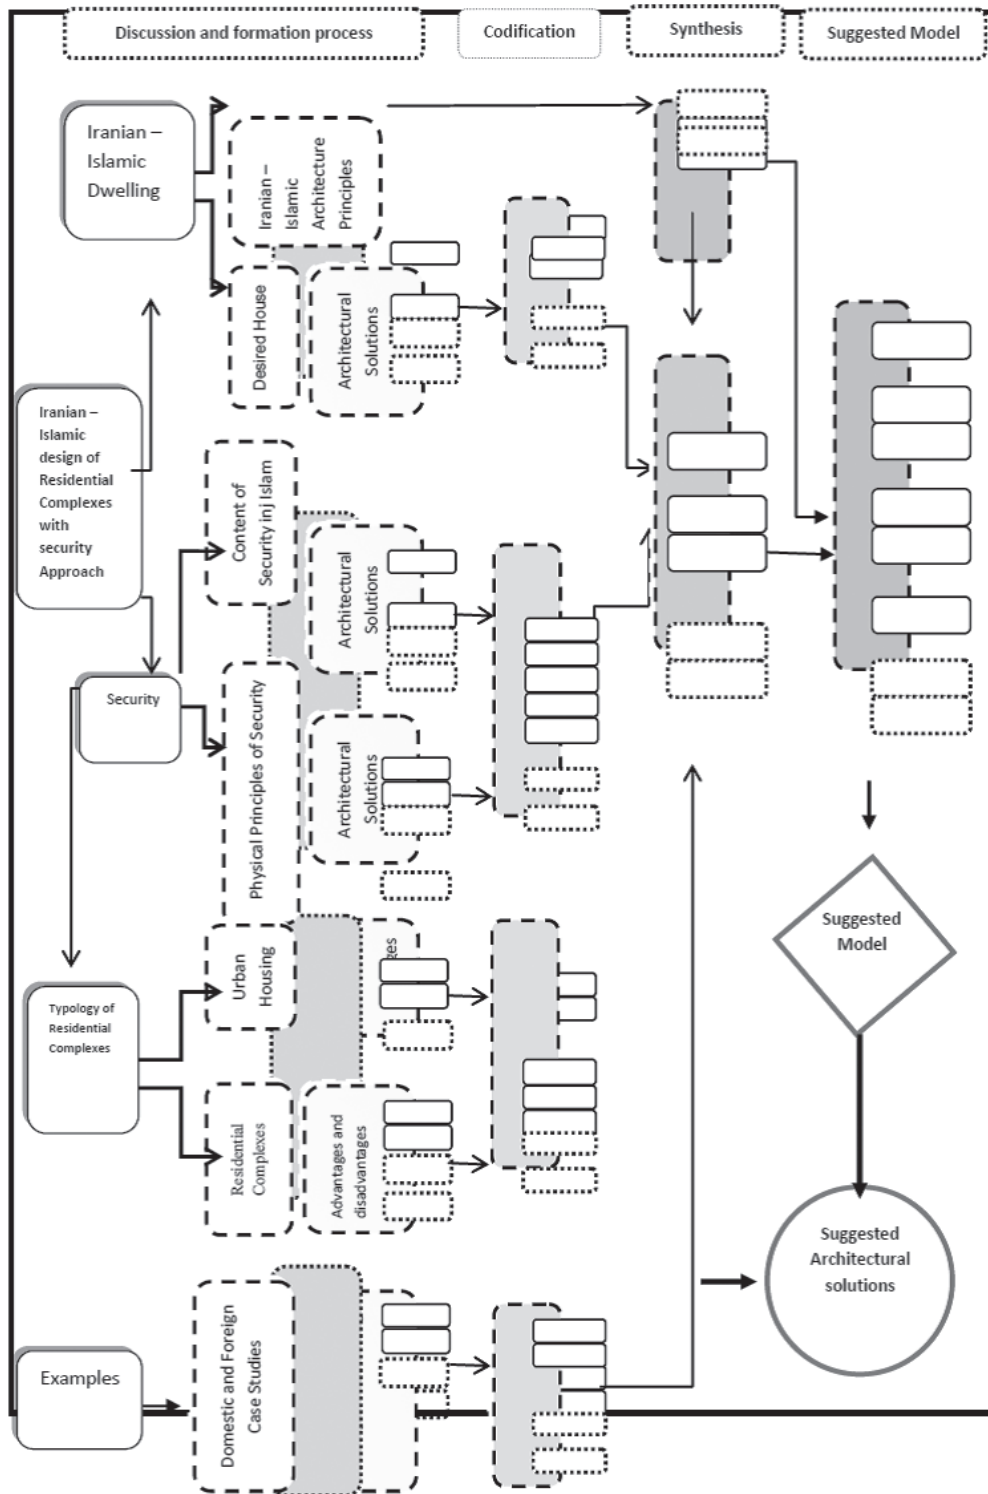 Discussion and formation process
Codification
Synthesis
Suggested Model
Iranian –
Islamic
Dwelling
Iranian –
Islamic
Architecture
Principles
Desired House
Architectural
Solutions
Iranian –
Islamic
design of
Residential
Complexes
with
security
Approach
Content of
Security inj Islam
Architectural
Solutions
Security
Physical Principles of Security
Architectural
Solutions
Suggested
Model
Urban
Housing
Typology of
Residential
Complexes
Residential
Complexes
Advantages and
disadvantages
Suggested
Architectural
solutions
Examples
Domestic and Foreign
Case Studies